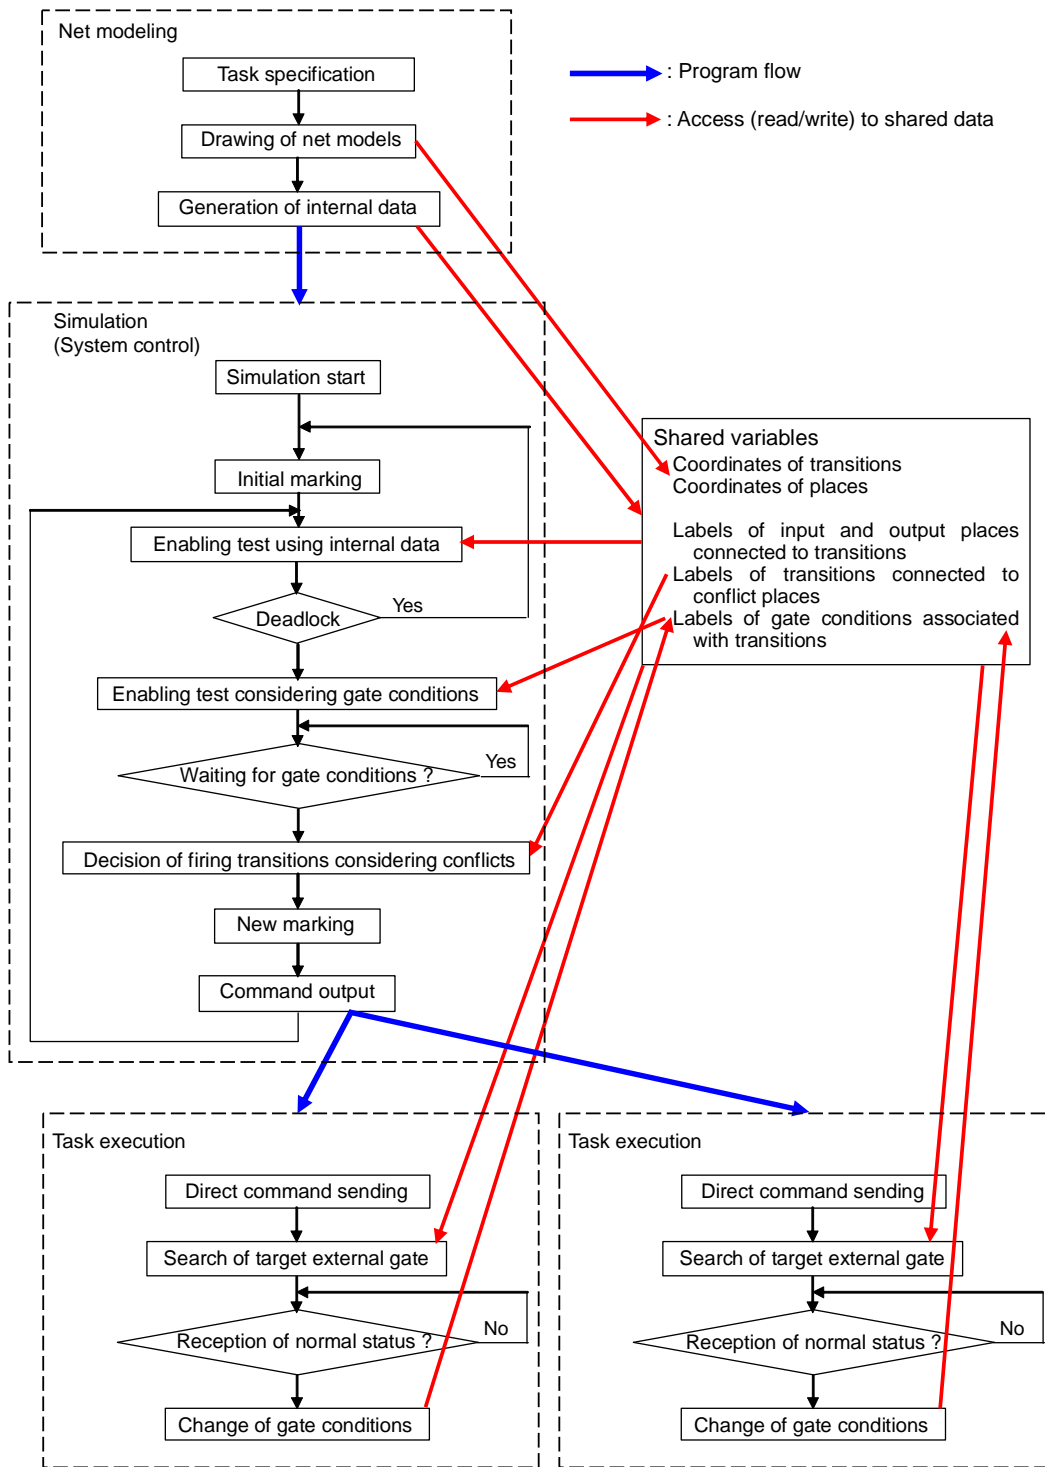 Net modeling
Task specification
Drawing of net models
Generation of internal data
: Program flow
: Access (read/write) to shared data
Simulation
(System control)
Simulation start
Initial marking
Enabling test using internal data
Deadlock
Yes
Enabling test considering gate conditions
Waiting for gate conditions ?
Yes
Decision of firing transitions considering conflicts
New marking
Command output
Shared variables
Coordinates of transitions
Coordinates of places
Labels of input and output places
connected to transitions
Labels of transitions connected to
conflict places
Labels of gate conditions associated
with transitions
Task execution
Direct command sending
Search of target external gate
Reception of normal status ?
No
Change of gate conditions
Task execution
Direct command sending
Search of target external gate
Reception of normal status ?
No
Change of gate conditions